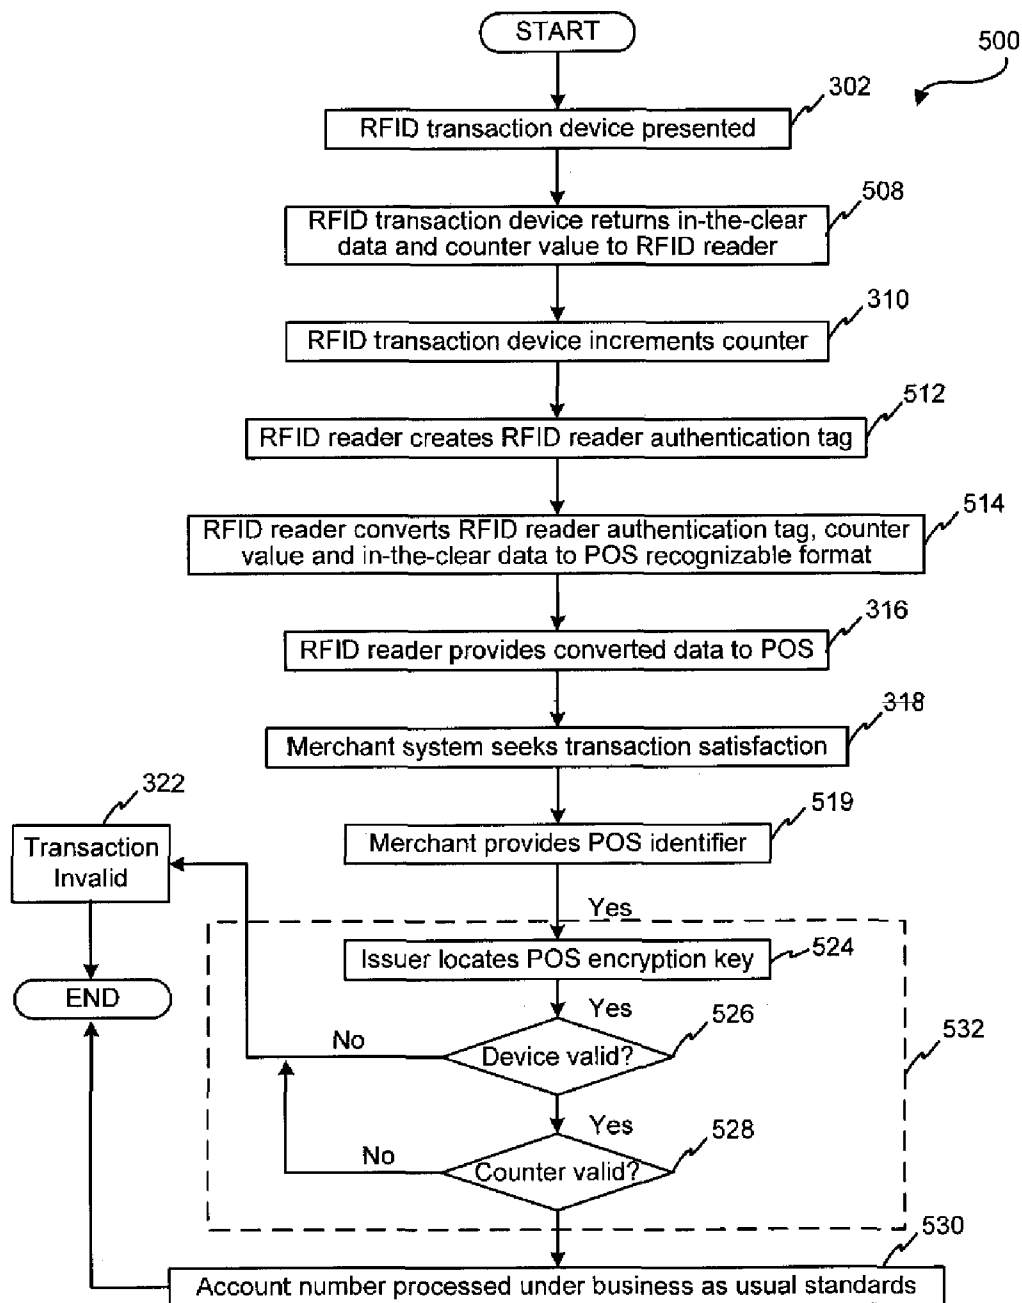 START
500
302
RFID transaction device presented
508
RFID transaction device returns in-the-clear
data and counter value to RFID reader
310
RFID transaction device increments counter
512
RFID reader creates RFID reader authentication tag
514
RFID reader converts RFID reader authentication tag, counter
value and in-the-clear data to POS recognizable format
316
RFID reader provides converted data to POS
318
Merchant system seeks transaction satisfaction
322
519
Transaction
Invalid
Merchant provides POS identifier
Yes
Issuer locates POS encryption key
524
END
Yes
526
No
Device valid?
532
Yes
528
No
Counter valid?
530
Account number processed under business as usual standards